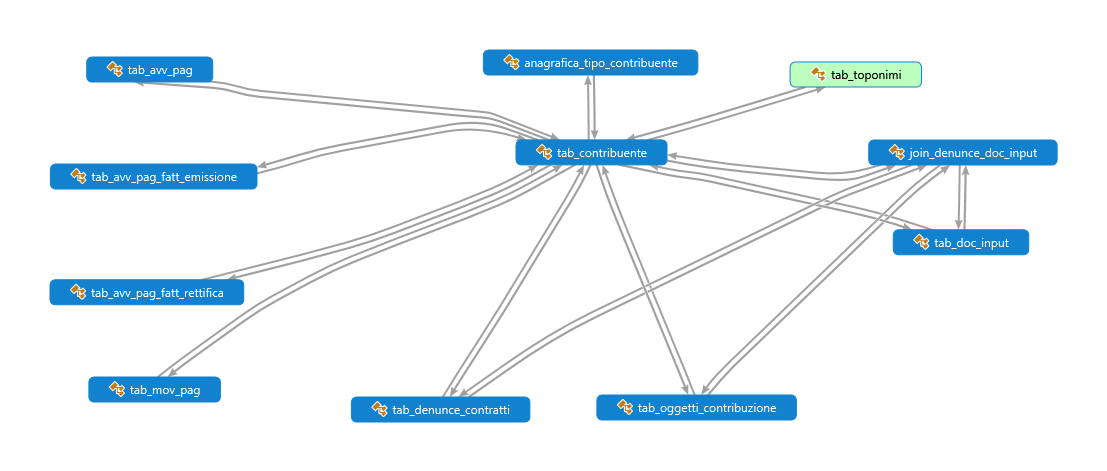 tab_avv_pag
anagrafica_tipo_contribuente
tab_toponimi
tab_contribuente
join_denunce_doc_input
tab_avv_pag_fatt_emissione
tab_doc_input
tab_avv_pag_fatt_rettifica
tab_mov_pag
tab_denunce_contratti
tab_oggetti_contribuzione